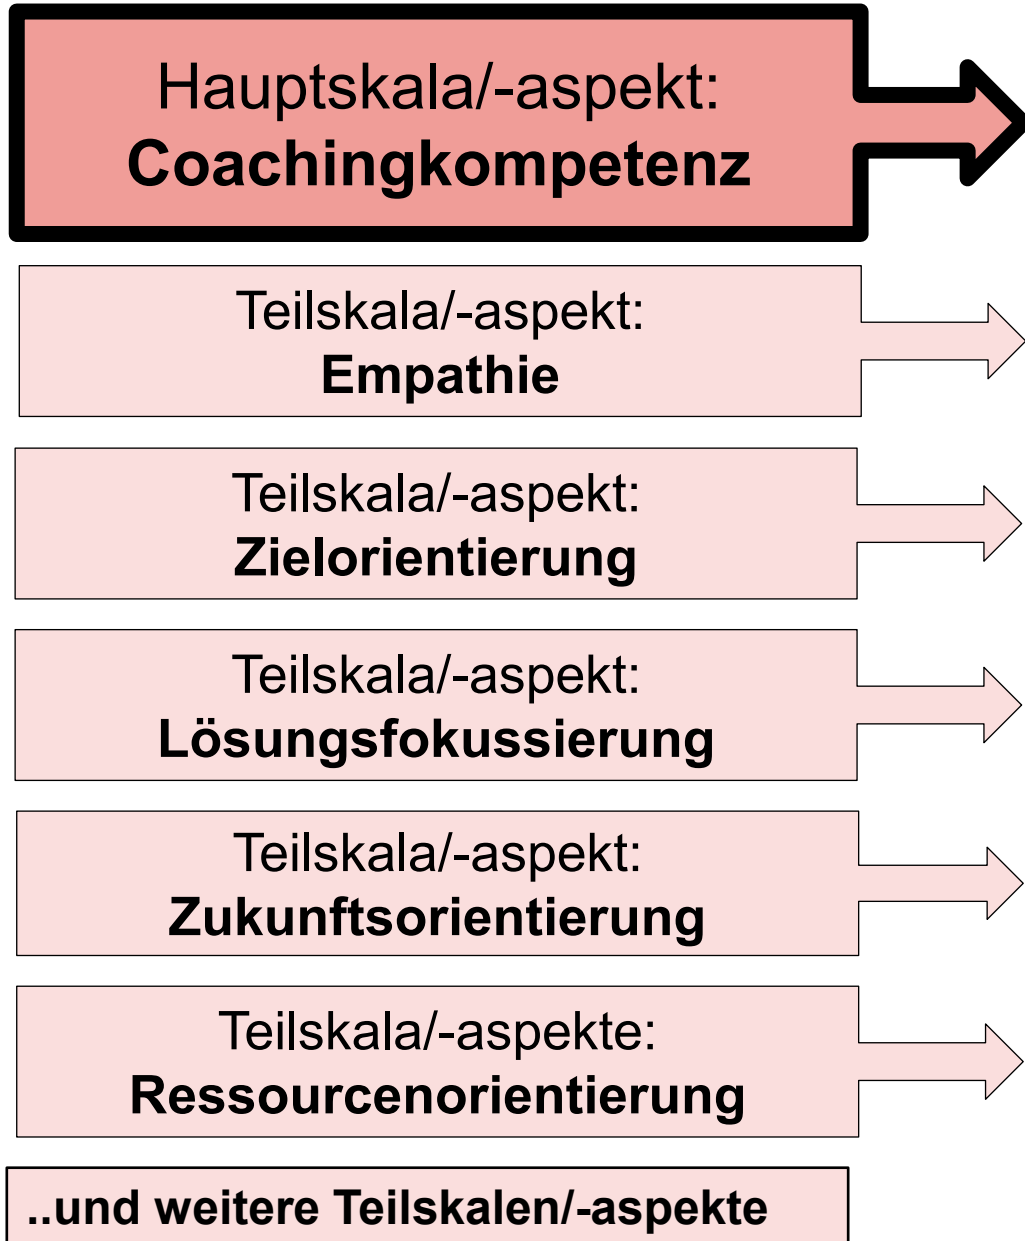 Hauptskala/-aspekt:
Coachingkompetenz
Teilskala/-aspekt:
Empathie
Teilskala/-aspekt:
Zielorientierung
Teilskala/-aspekt:
Lösungsfokussierung
Teilskala/-aspekt:
Zukunftsorientierung
Teilskala/-aspekte:
Ressourcenorientierung
..und weitere Teilskalen/-aspekte